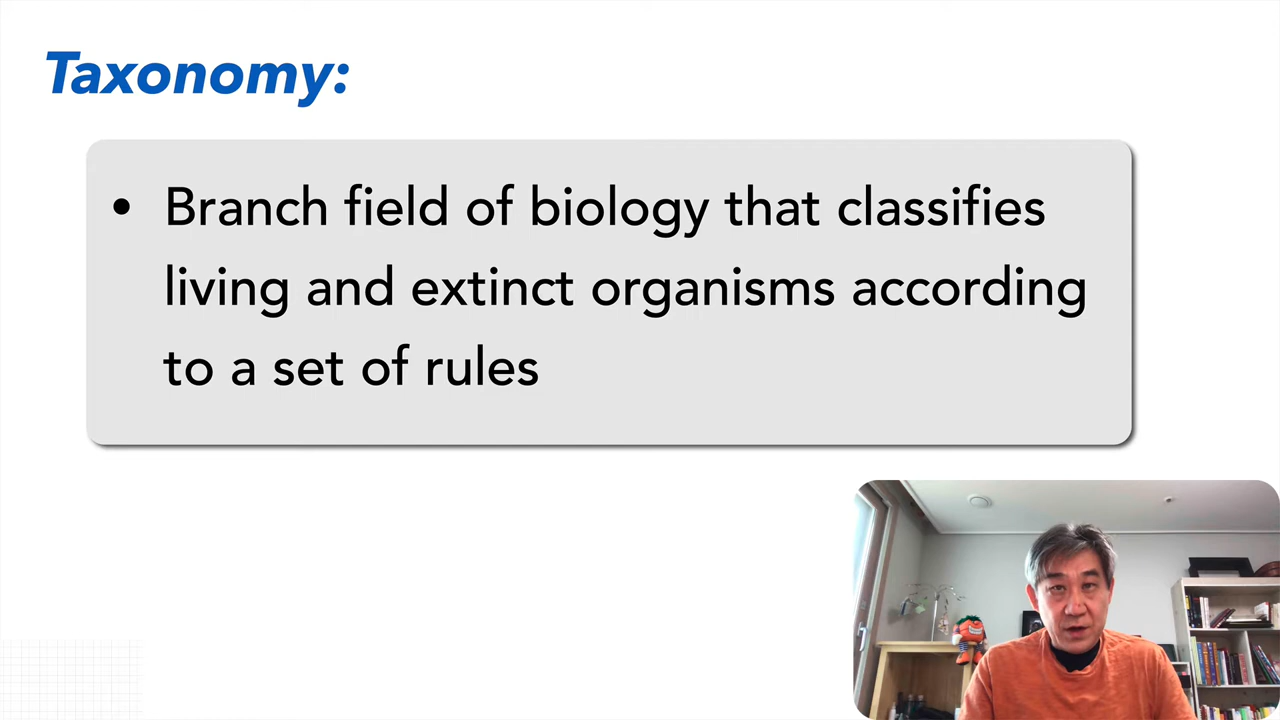 Taxonomy:
• Branch field of biology that classifies
living and extinct organisms according
to a set of rules